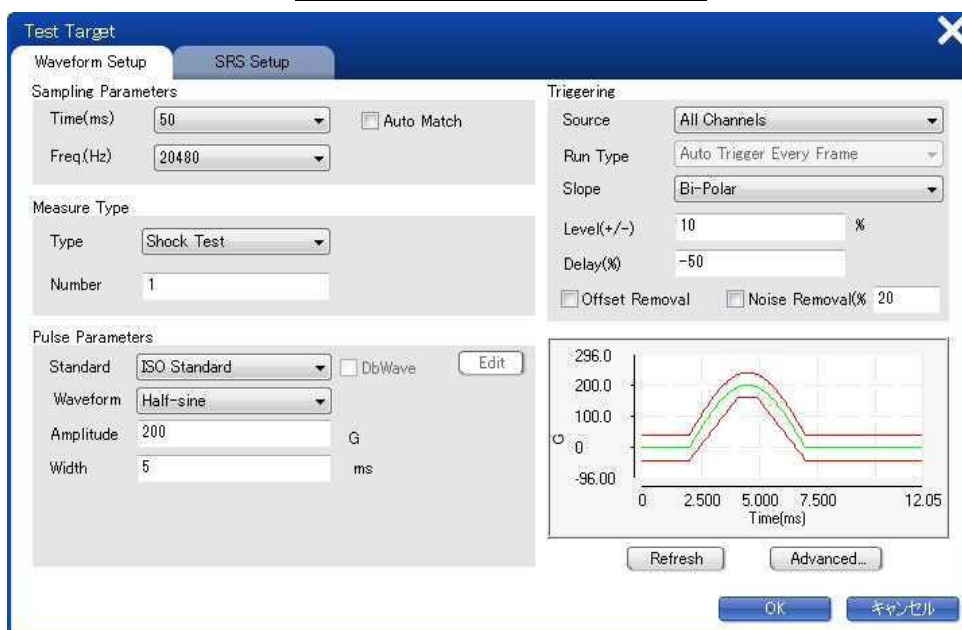 Test Target
Waveform Setup
SRS Setup
Sampling Parameters
Time(ms) 50
Auto Match
Freq.(Hz) 20480
Measure Type
Type Shock Test
Number 1
Pulse Parameters
Standard ISO Standard
DbWave
Edit
Waveform Half-sine
Amplitude 200 G
Width 5 ms
Triggering
Source All Channels
Run Type Auto Trigger Every Frame
Slope Bi-Polar
Level(+/-) 10 %
Delay(%) -50
Offset Removal
Noise Removal(% 20
296.0
200.0
100.0
0
-96.00
G
0 2.500 5.000 7.500 12.05
Time(ms)
Refresh
Advanced...
OK
キャンセル